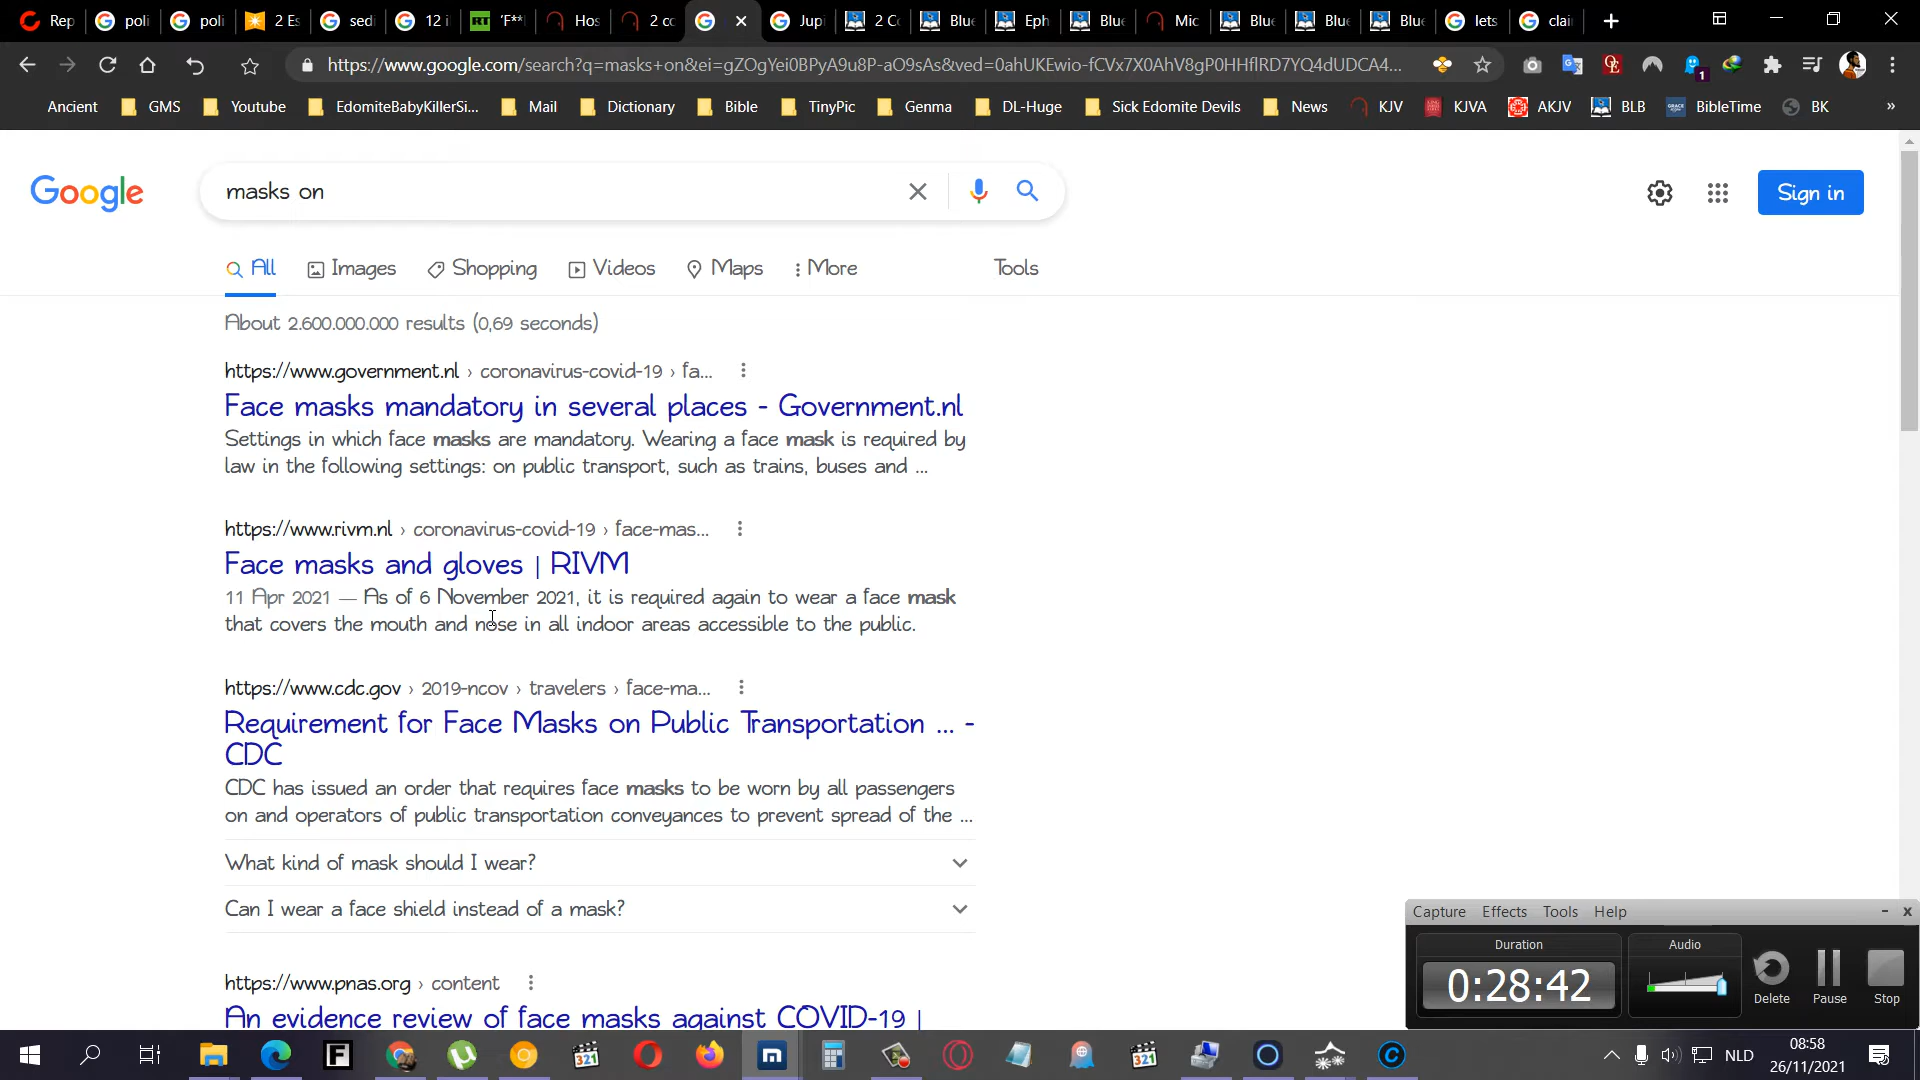 Rep
poli
poli
2 Es
sedi
12 i
'F**
Hos
2 co
Jupi
2 Co
Blue
Eph
Blue
Mic
Blue
Blue
Blue
lets
clai
https://www.google.com/search?q=masks+on&ei=gZOgYei0BPyA9u8P-aO9sAs&ved=0ahUKEwio-fCVx7X0AhV8gP0HHflRD7YQ4dUDCA4...
Ancient
GMS
Youtube
EdomiteBabyKillerSi...
Mail
Dictionary
Bible
TinyPic
Genma
DL-Huge
Sick Edomite Devils
News
KJV
KJVA
AKJV
BLB
BibleTime
BK
»
Google
masks on
Sign in
All
Images
Shopping
Videos
Maps
More
Tools
About 2.600.000.000 results (0,69 seconds)
https://www.government.nl › coronavirus-covid-19 › fa...
Face masks mandatory in several places - Government.nl
Settings in which face masks are mandatory. Wearing a face mask is required by
law in the following settings: on public transport, such as trains, buses and ...
https://www.rivm.nl › coronavirus-covid-19 › face-mas...
Face masks and gloves | RIVM
11 Apr 2021 — As of 6 November 2021, it is required again to wear a face mask
that covers the mouth and nose in all indoor areas accessible to the public.
https://www.cdc.gov › 2019-ncov › travelers › face-ma...
Requirement for Face Masks on Public Transportation ... -
CDC
CDC has issued an order that requires face masks to be worn by all passengers
on and operators of public transportation conveyances to prevent spread of the ...
What kind of mask should I wear?
Can I wear a face shield instead of a mask?
https://www.pnas.org › content
An evidence review of face masks against COVID-19 |
Capture Effects Tools Help
Duration
Audio
0:28:42
Delete
Pause
Stop
NLD
08:58
26/11/2021